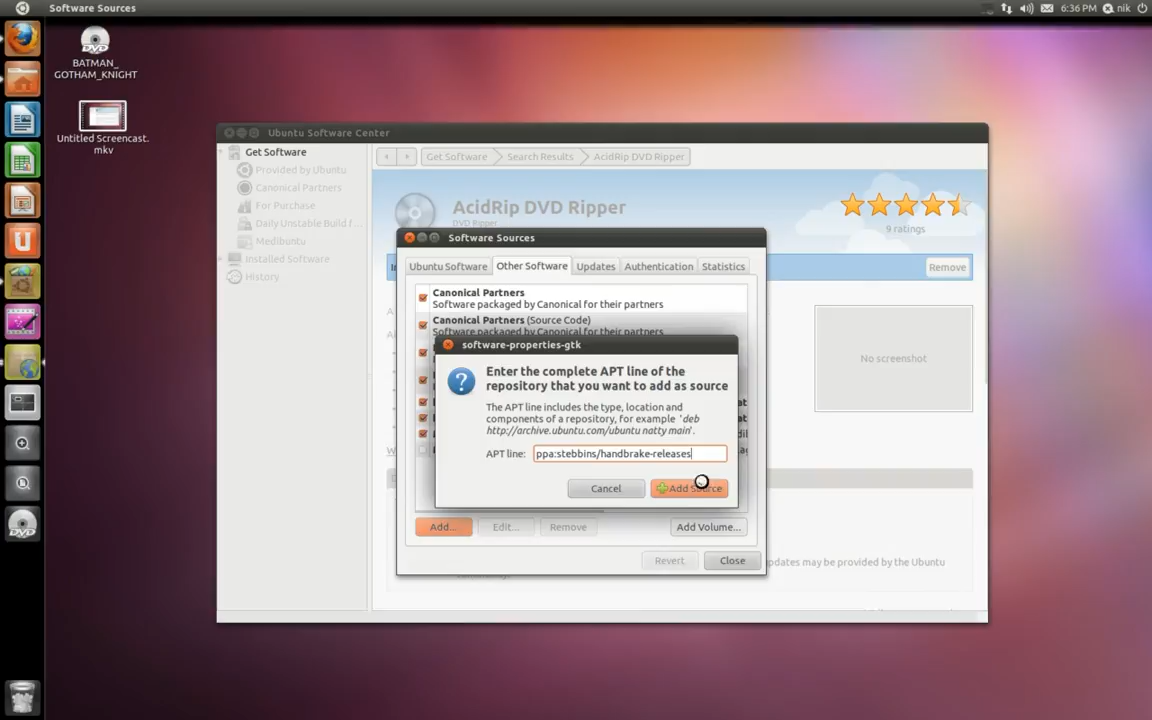 Software Sources
6:36 PM
nik
BATMAN_
GOTHAM_KNIGHT
Untitled Screencast.
mkv
Ubuntu Software Center
Get Software
Provided by Ubuntu
Canonical Partners
For Purchase
Daily Unstable Build f...
Medibuntu
Installed Software
History
Get Software
Search Results
AcidRip DVD Ripper
AcidRip DVD Ripper
DVD Ripper
9 ratings
Remove
No screenshot
Software Sources
Ubuntu Software
Other Software
Updates
Authentication
Statistics
Canonical Partners
Software packaged by Canonical for their partners
Canonical Partners (Source Code)
Software packaged by Canonical for their partners
software-properties-gtk
Enter the complete APT line of the
repository that you want to add as source
The APT line includes the type, location and
components of a repository, for example 'deb
http://archive.ubuntu.com/ubuntu natty main'.
APT line:
ppa:stebbins/handbrake-releases
Cancel
Add Source
Add...
Edit...
Remove
Add Volume...
Revert
Close
pdates may be provided by the Ubuntu